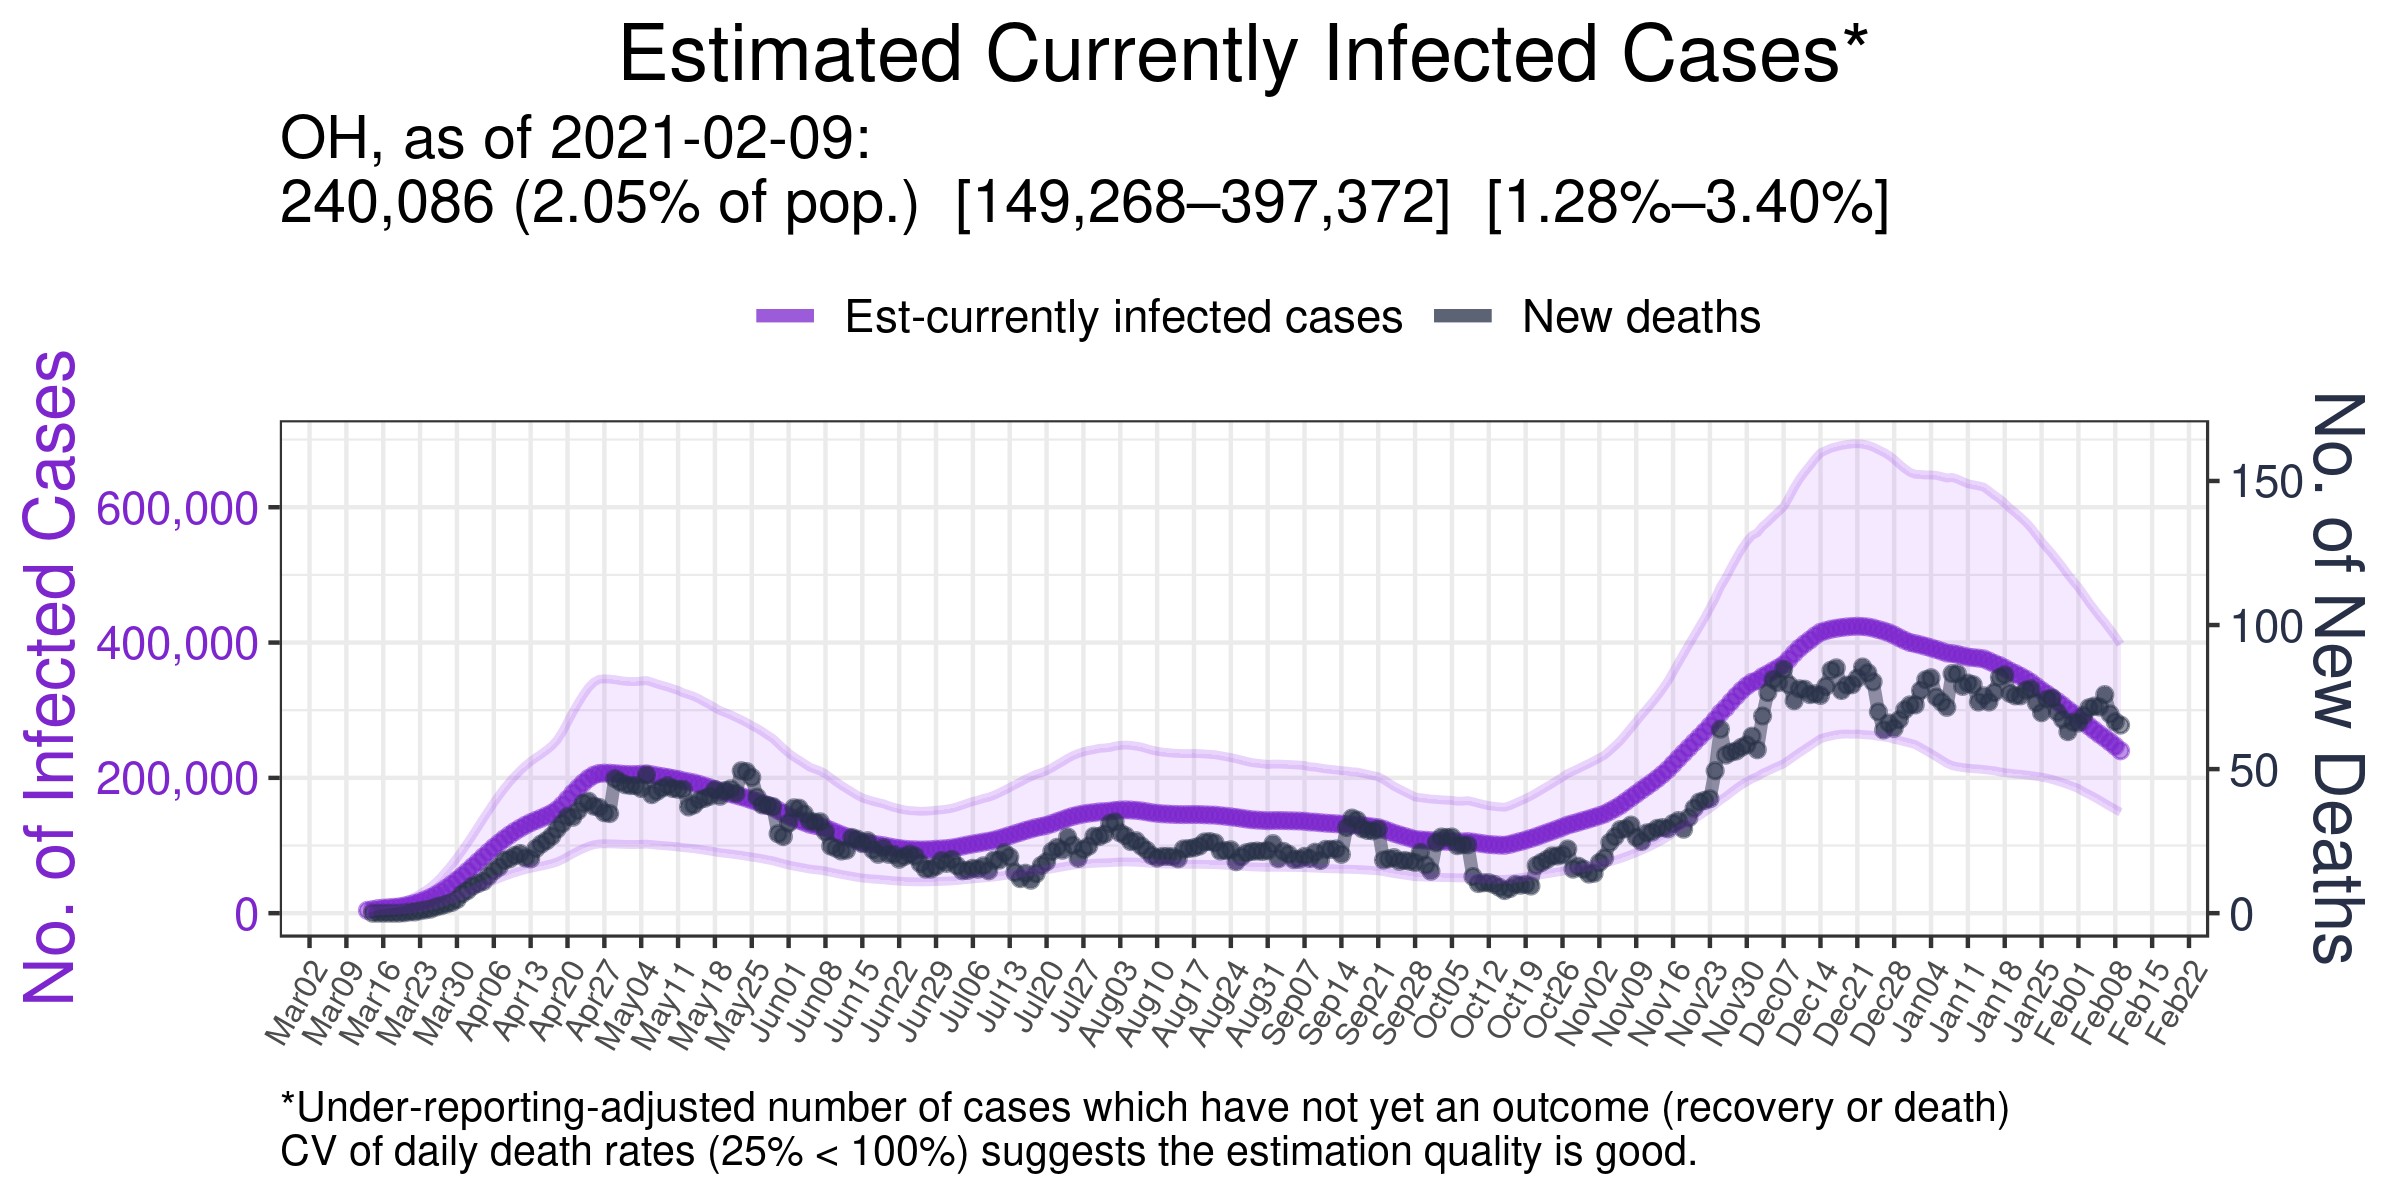 Estimated Currently Infected Cases*
OH, as of 2021-02-09:
240,086 (2.05% of pop.)  [149,268–397,372]  [1.28%–3.40%]
Est-currently infected cases
New deaths
No. of Infected Cases
600,000
400,000
200,000
0
150
100
50
0
No. of New Deaths
Mar02
Mar09
Mar16
Mar23
Mar30
Apr06
Apr13
Apr20
Apr27
May04
May11
May18
May25
Jun01
Jun08
Jun15
Jun22
Jun29
Jul06
Jul13
Jul20
Jul27
Aug03
Aug10
Aug17
Aug24
Aug31
Sep07
Sep14
Sep21
Sep28
Oct05
Oct12
Oct19
Oct26
Nov02
Nov09
Nov16
Nov23
Nov30
Dec07
Dec14
Dec21
Dec28
Jan04
Jan11
Jan18
Jan25
Feb01
Feb08
Feb15
Feb22
*Under-reporting-adjusted number of cases which have not yet an outcome (recovery or death)
CV of daily death rates (25% < 100%) suggests the estimation quality is good.